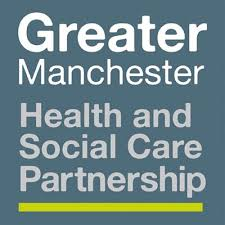 Greater
Manchester
Health and
Social Care
Partnership